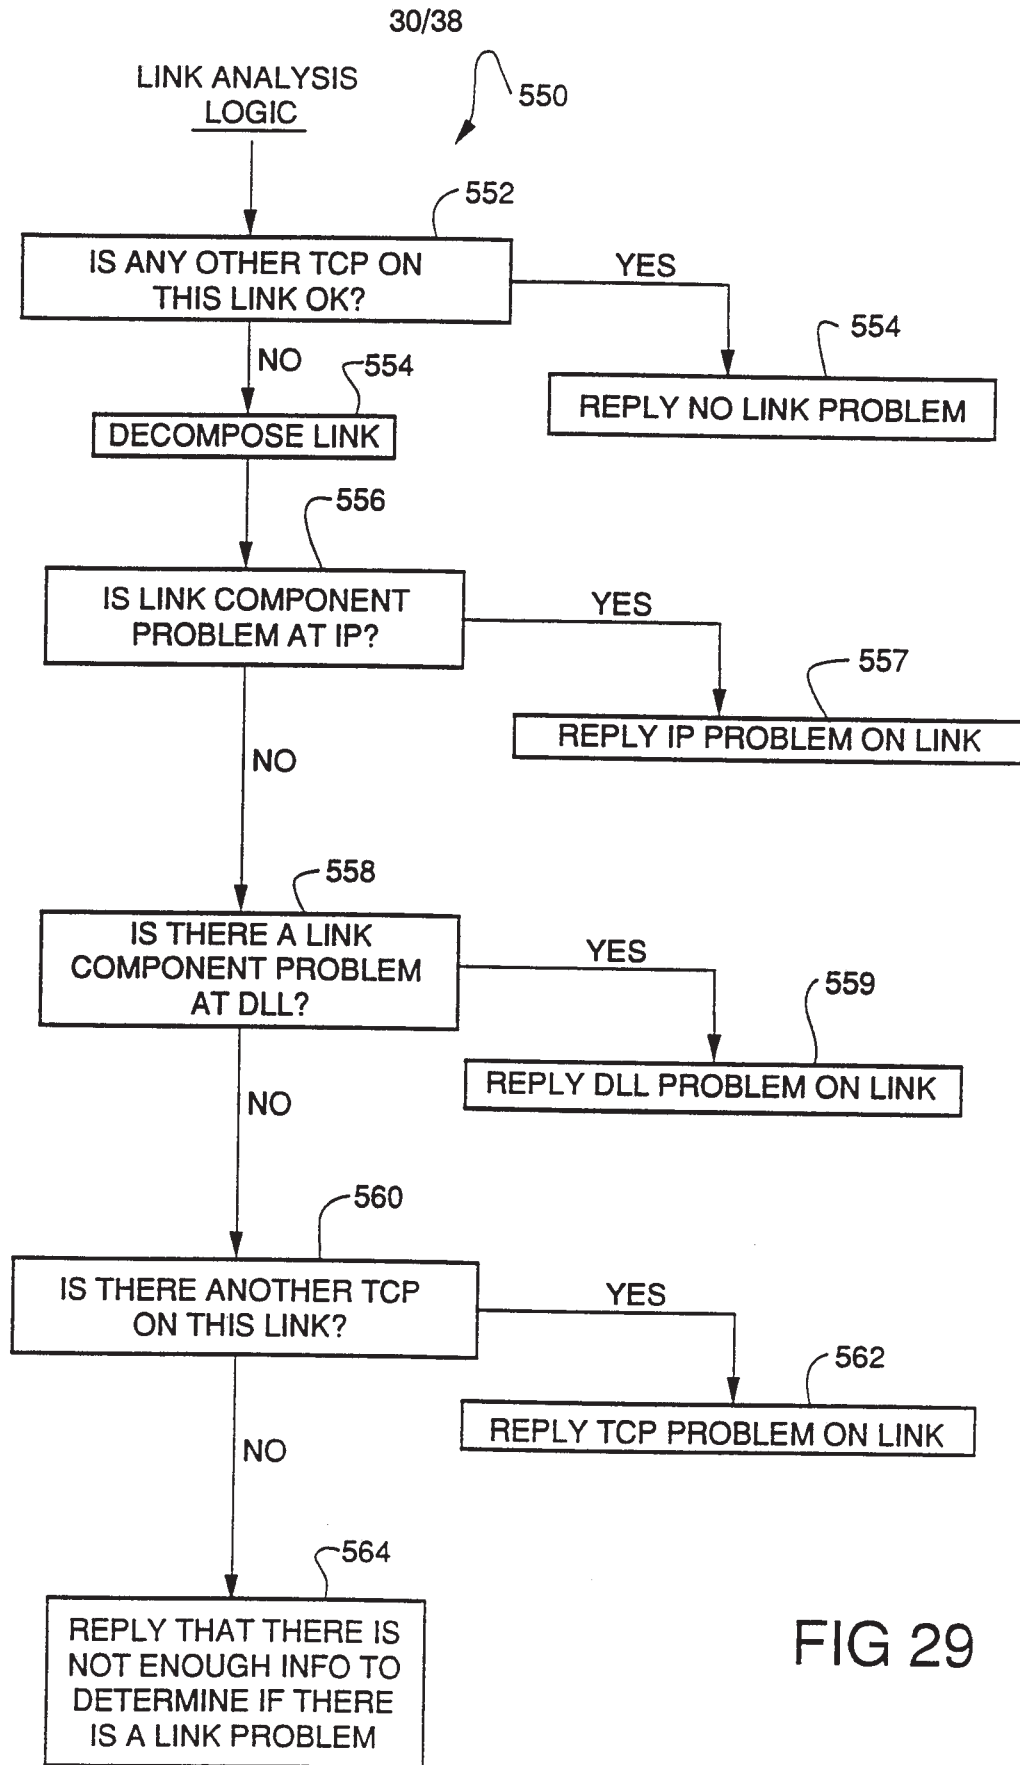 30/38
LINK ANALYSIS
LOGIC
550
552
IS ANY OTHER TCP ON
THIS LINK OK?
YES
554
REPLY NO LINK PROBLEM
NO
554
DECOMPOSE LINK
556
IS LINK COMPONENT
PROBLEM AT IP?
YES
557
REPLY IP PROBLEM ON LINK
NO
558
IS THERE A LINK
COMPONENT PROBLEM
AT DLL?
YES
559
REPLY DLL PROBLEM ON LINK
NO
560
IS THERE ANOTHER TCP
ON THIS LINK?
YES
562
REPLY TCP PROBLEM ON LINK
NO
564
REPLY THAT THERE IS
NOT ENOUGH INFO TO
DETERMINE IF THERE
IS A LINK PROBLEM
FIG 29